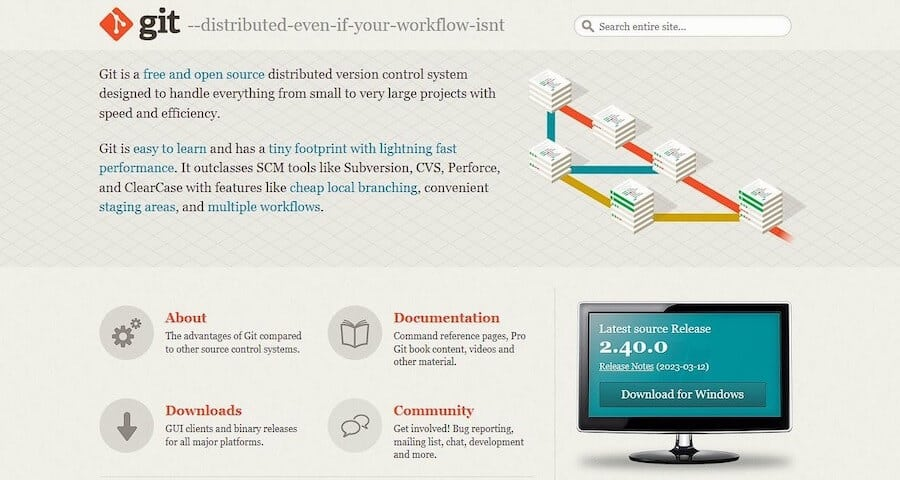 git --distributed-even-if-your-workflow-isnt
Search entire site...
Git is a free and open source distributed version control system
designed to handle everything from small to very large projects with
speed and efficiency.
Git is easy to learn and has a tiny footprint with lightning fast
performance. It outclasses SCM tools like Subversion, CVS, Perforce,
and ClearCase with features like cheap local branching, convenient
staging areas, and multiple workflows.
About
The advantages of Git compared
to other source control systems.
Documentation
Command reference pages, Pro
Git book content, videos and
other material.
Downloads
GUI clients and binary releases
for all major platforms.
Community
Get involved! Bug reporting,
mailing list, chat, development
and more.
Latest source Release
2.40.0
Release Notes (2023-03-12)
Download for Windows